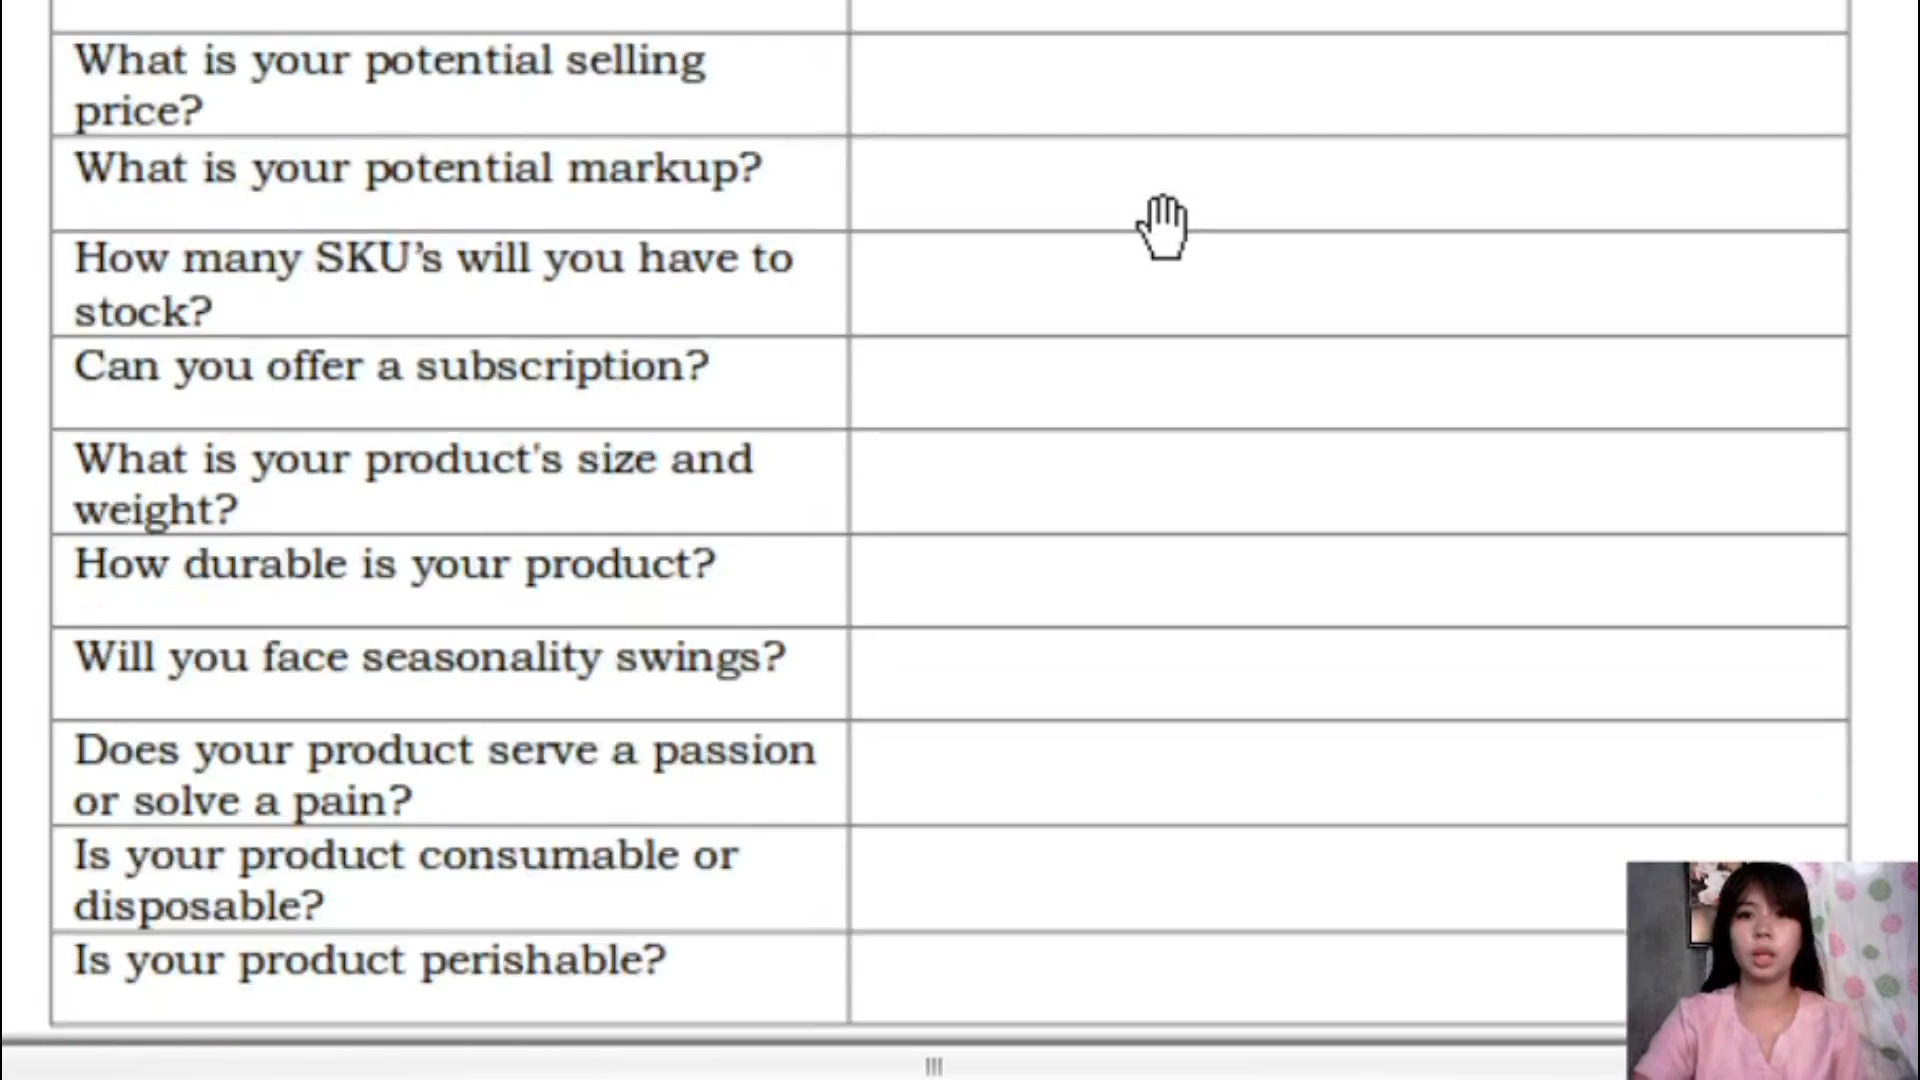 What is your potential selling
price?
What is your potential markup?
How many SKU's will you have to
stock?
Can you offer a subscription?
What is your product's size and
weight?
How durable is your product?
Will you face seasonality swings?
Does your product serve a passion
or solve a pain?
Is your product consumable or
disposable?
Is your product perishable?